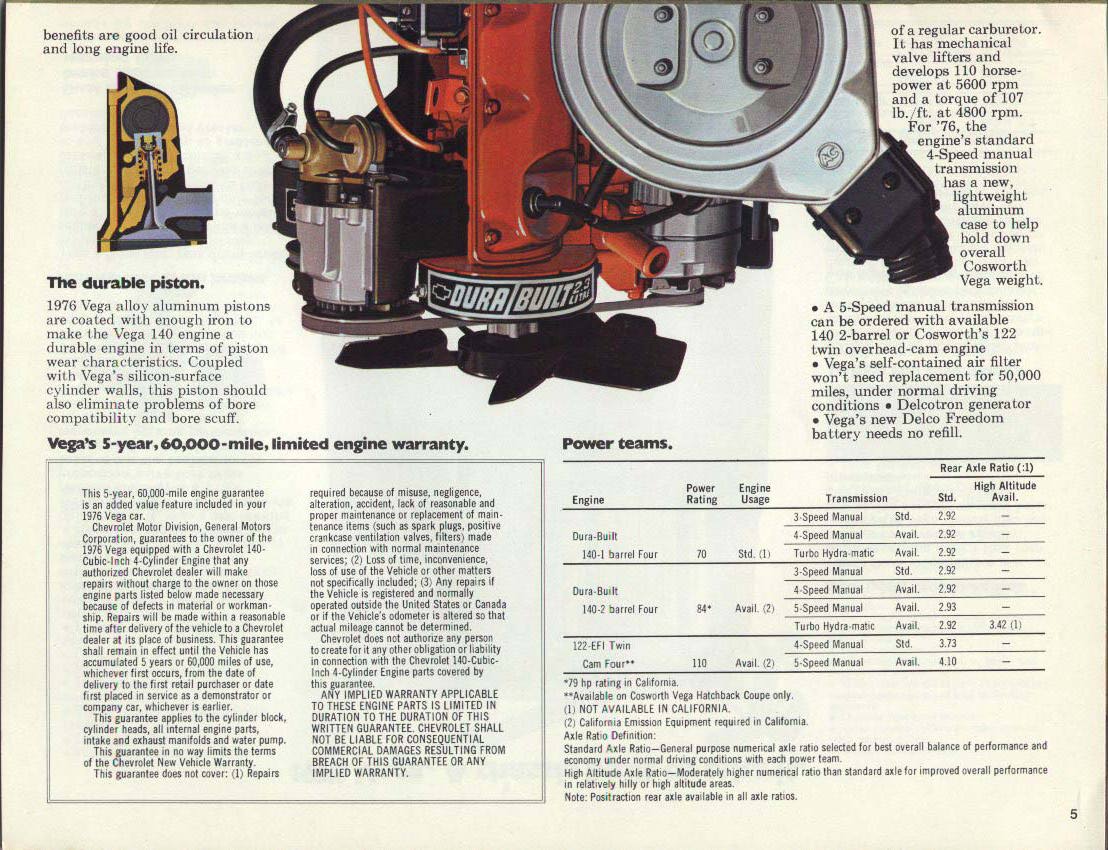 benefits are good oil circulation
and long engine life.
The durable piston.
1976 Vega alloy aluminum pistons
are coated with enough iron to
make the Vega 140 engine a
durable engine in terms of piston
wear characteristics. Coupled
with Vega's silicon-surface
cylinder walls, this piston should
also eliminate problems of bore
compatibility and bore scuff.
AC
DURA BUILT 2.3
LITRE
of a regular carburetor.
It has mechanical
valve lifters and
develops 110 horse-
power at 5600 rpm
and a torque of 107
lb./ft. at 4800 rpm.
For '76, the
engine's standard
4-Speed manual
transmission
has a new,
lightweight
aluminum
case to help
hold down
overall
Cosworth
Vega weight.
• A 5-Speed manual transmission
can be ordered with available
140 2-barrel or Cosworth's 122
twin overhead-cam engine
• Vega's self-contained air filter
won't need replacement for 50,000
miles, under normal driving
conditions • Delcotron generator
• Vega's new Delco Freedom
battery needs no refill.
Vega's 5-year, 60,000-mile, limited engine warranty.
This 5-year, 60,000-mile engine guarantee
is an added value feature included in your
1976 Vega car.
Chevrolet Motor Division, General Motors
Corporation, guarantees to the owner of the
1976 Vega equipped with a Chevrolet 140-
Cubic-Inch 4-Cylinder Engine that any
authorized Chevrolet dealer will make
repairs without charge to the owner on those
engine parts listed below made necessary
because of defects in material or workman-
ship. Repairs will be made within a reasonable
time after delivery of the vehicle to a Chevrolet
dealer at its place of business. This guarantee
shall remain in effect until the Vehicle has
accumulated 5 years or 60,000 miles of use,
whichever first occurs, from the date of
delivery to the first retail purchaser or date
first placed in service as a demonstrator or
company car, whichever is earlier.
This guarantee applies to the cylinder block,
cylinder heads, all internal engine parts,
intake and exhaust manifolds and water pump.
This guarantee in no way limits the terms
of the Chevrolet New Vehicle Warranty.
This guarantee does not cover: (1) Repairs
required because of misuse, negligence,
alteration, accident, lack of reasonable and
proper maintenance or replacement of main-
tenance items (such as spark plugs, positive
crankcase ventilation valves, filters) made
in connection with normal maintenance
services; (2) Loss of time, inconvenience,
loss of use of the Vehicle or other matters
not specifically included; (3) Any repairs if
the Vehicle is registered and normally
operated outside the United States or Canada
or if the Vehicle's odometer is altered so that
actual mileage cannot be determined.
Chevrolet does not authorize any person
to create for it any other obligation or liability
in connection with the Chevrolet 140-Cubic-
Inch 4-Cylinder Engine parts covered by
this guarantee.
ANY IMPLIED WARRANTY APPLICABLE
TO THESE ENGINE PARTS IS LIMITED IN
DURATION TO THE DURATION OF THIS
WRITTEN GUARANTEE. CHEVROLET SHALL
NOT BE LIABLE FOR CONSEQUENTIAL
COMMERCIAL DAMAGES RESULTING FROM
BREACH OF THIS GUARANTEE OR ANY
IMPLIED WARRANTY.
Power teams.
Rear Axle Ratio (:1)
Engine Power Rating Engine Usage Transmission Std. High Altitude Avail.
3-Speed Manual Std. 2.92 —
Dura-Built 4-Speed Manual Avail. 2.92 —
140-1 barrel Four 70 Std. (1) Turbo Hydra-matic Avail. 2.92 —
3-Speed Manual Std. 2.92 —
Dura-Built 4-Speed Manual Avail. 2.92 —
140-2 barrel Four 84* Avail. (2) 5-Speed Manual Avail. 2.93 —
Turbo Hydra-matic Avail. 2.92 3.42 (1)
122-EFI Twin 4-Speed Manual Std. 3.73 —
Cam Four** 110 Avail. (2) 5-Speed Manual Avail. 4.10 —
*79 hp rating in California.
**Available on Cosworth Vega Hatchback Coupe only.
(1) NOT AVAILABLE IN CALIFORNIA.
(2) California Emission Equipment required in California.
Axle Ratio Definition:
Standard Axle Ratio—General purpose numerical axle ratio selected for best overall balance of performance and
economy under normal driving conditions with each power team.
High Altitude Axle Ratio—Moderately higher numerical ratio than standard axle for improved overall performance
in relatively hilly or high altitude areas.
Note: Positraction rear axle available in all axle ratios.
5